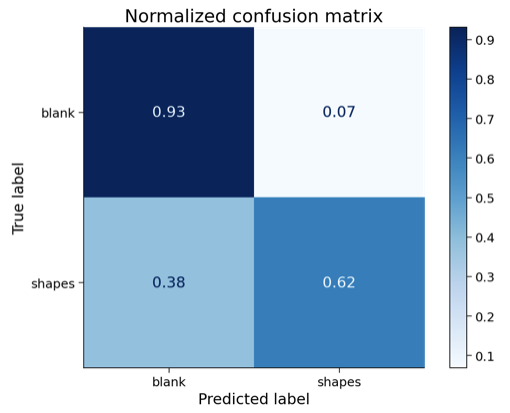 Normalized confusion matrix
True label
blank
0.93
0.07
shapes
0.38
0.62
blank
shapes
Predicted label
0.9
0.8
0.7
0.6
0.5
0.4
0.3
0.2
0.1